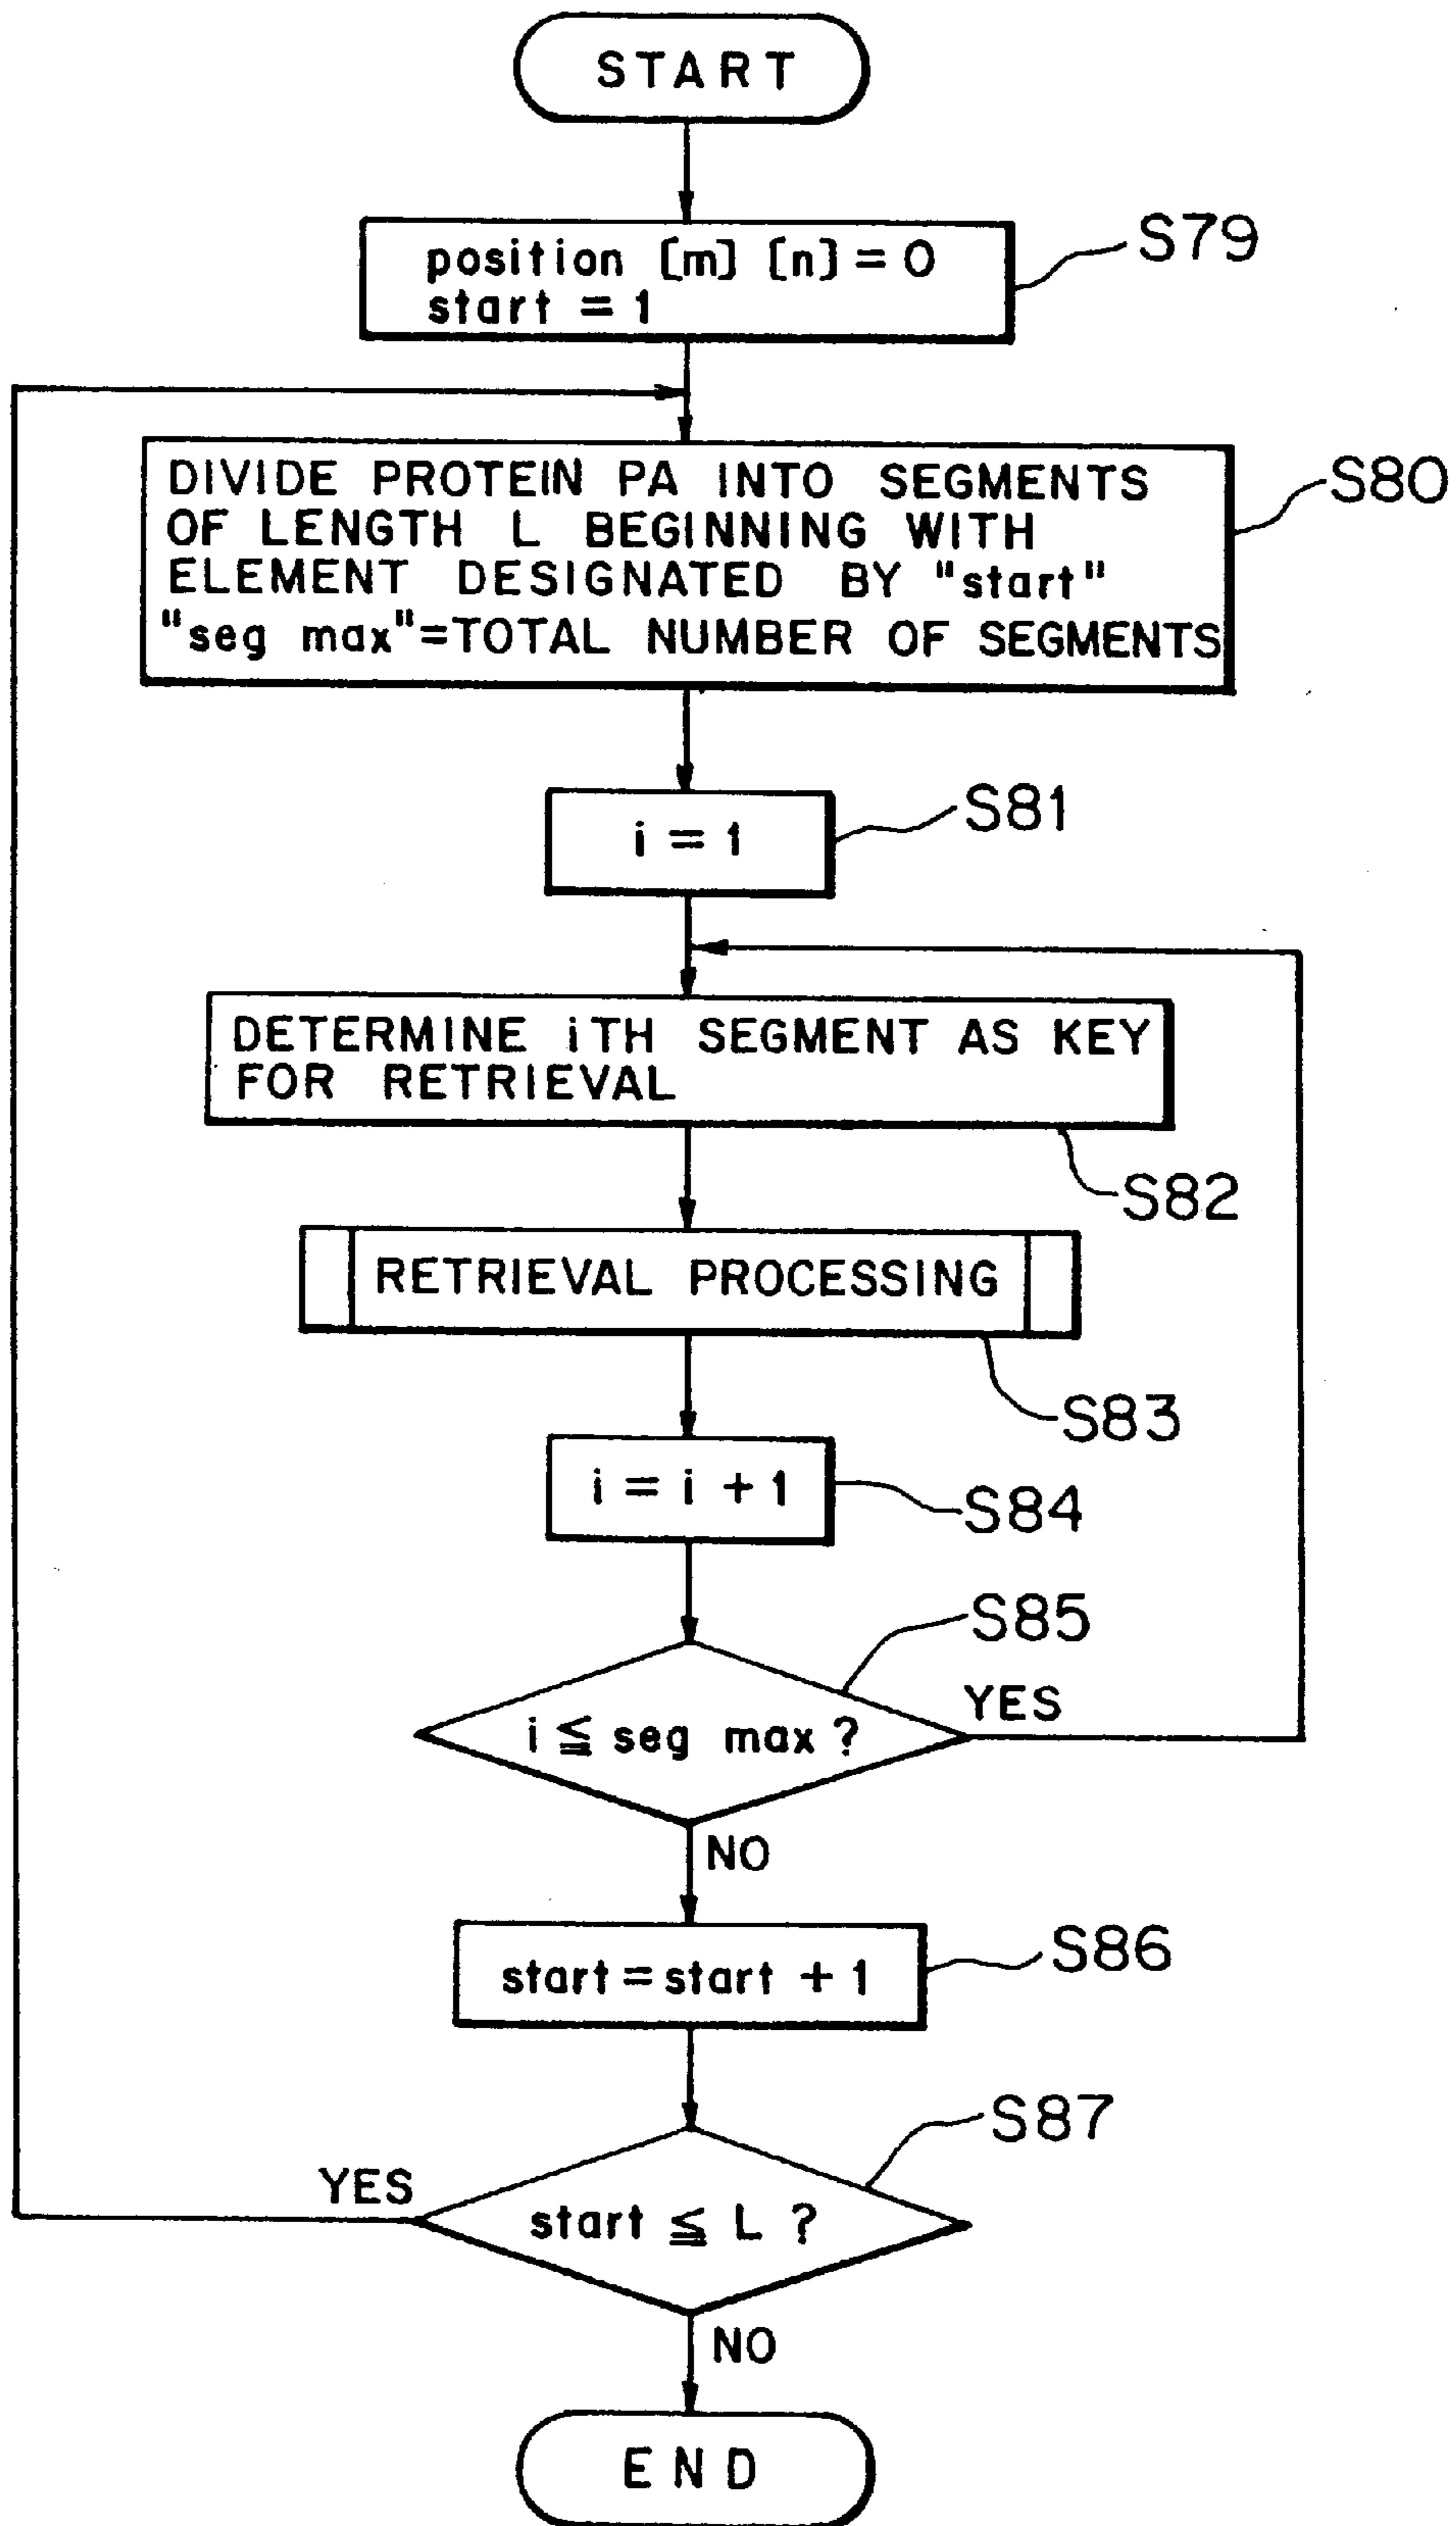 START
position [m] [n] = 0
start = 1
S79
DIVIDE PROTEIN PA INTO SEGMENTS
OF LENGTH L BEGINNING WITH
ELEMENT DESIGNATED BY "start"
"seg max"=TOTAL NUMBER OF SEGMENTS
S80
i = 1
S81
DETERMINE iTH SEGMENT AS KEY
FOR RETRIEVAL
S82
RETRIEVAL PROCESSING
S83
i = i + 1
S84
S85
i ≦ seg max ?
YES
NO
start = start + 1
S86
S87
YES
start ≦ L ?
NO
END